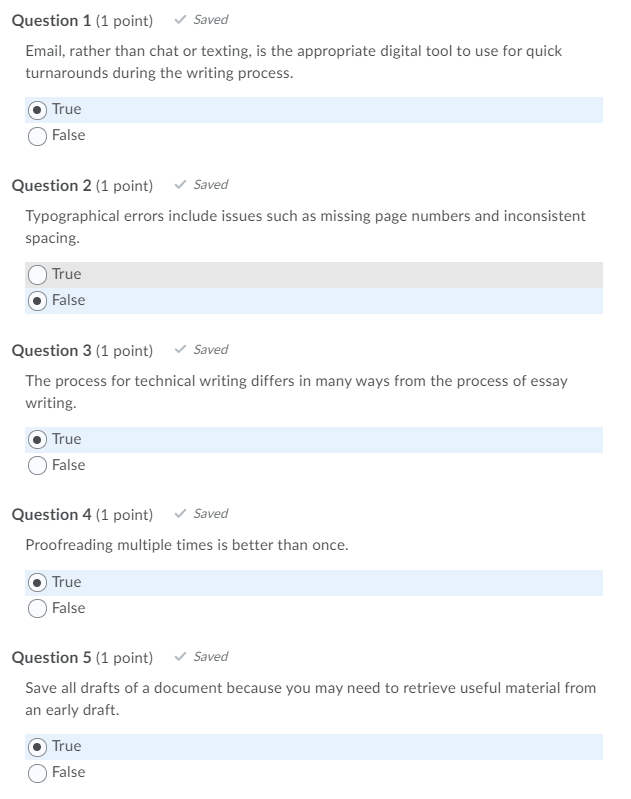 Question 1 (1 point) ✓ Saved
Email, rather than chat or texting, is the appropriate digital tool to use for quick
turnarounds during the writing process.
True
False
Question 2 (1 point) ✓ Saved
Typographical errors include issues such as missing page numbers and inconsistent
spacing.
True
False
Question 3 (1 point) ✓ Saved
The process for technical writing differs in many ways from the process of essay
writing.
True
False
Question 4 (1 point) ✓ Saved
Proofreading multiple times is better than once.
True
False
Question 5 (1 point) ✓ Saved
Save all drafts of a document because you may need to retrieve useful material from
an early draft.
True
False